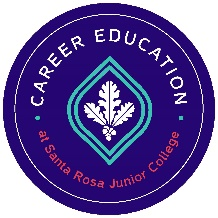 CAREER EDUCATION
at Santa Rosa Junior College